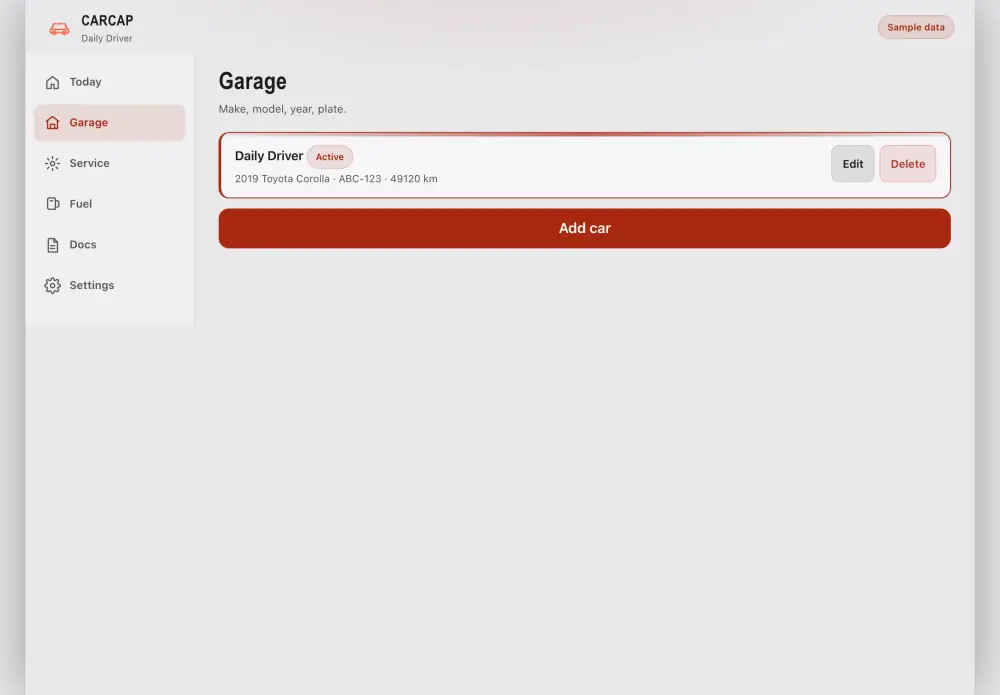 CARCAP
Daily Driver
Sample data
Today
Garage
Service
Fuel
Docs
Settings
Garage
Make, model, year, plate.
Daily Driver Active
2019 Toyota Corolla · ABC-123 · 49120 km
Edit
Delete
Add car